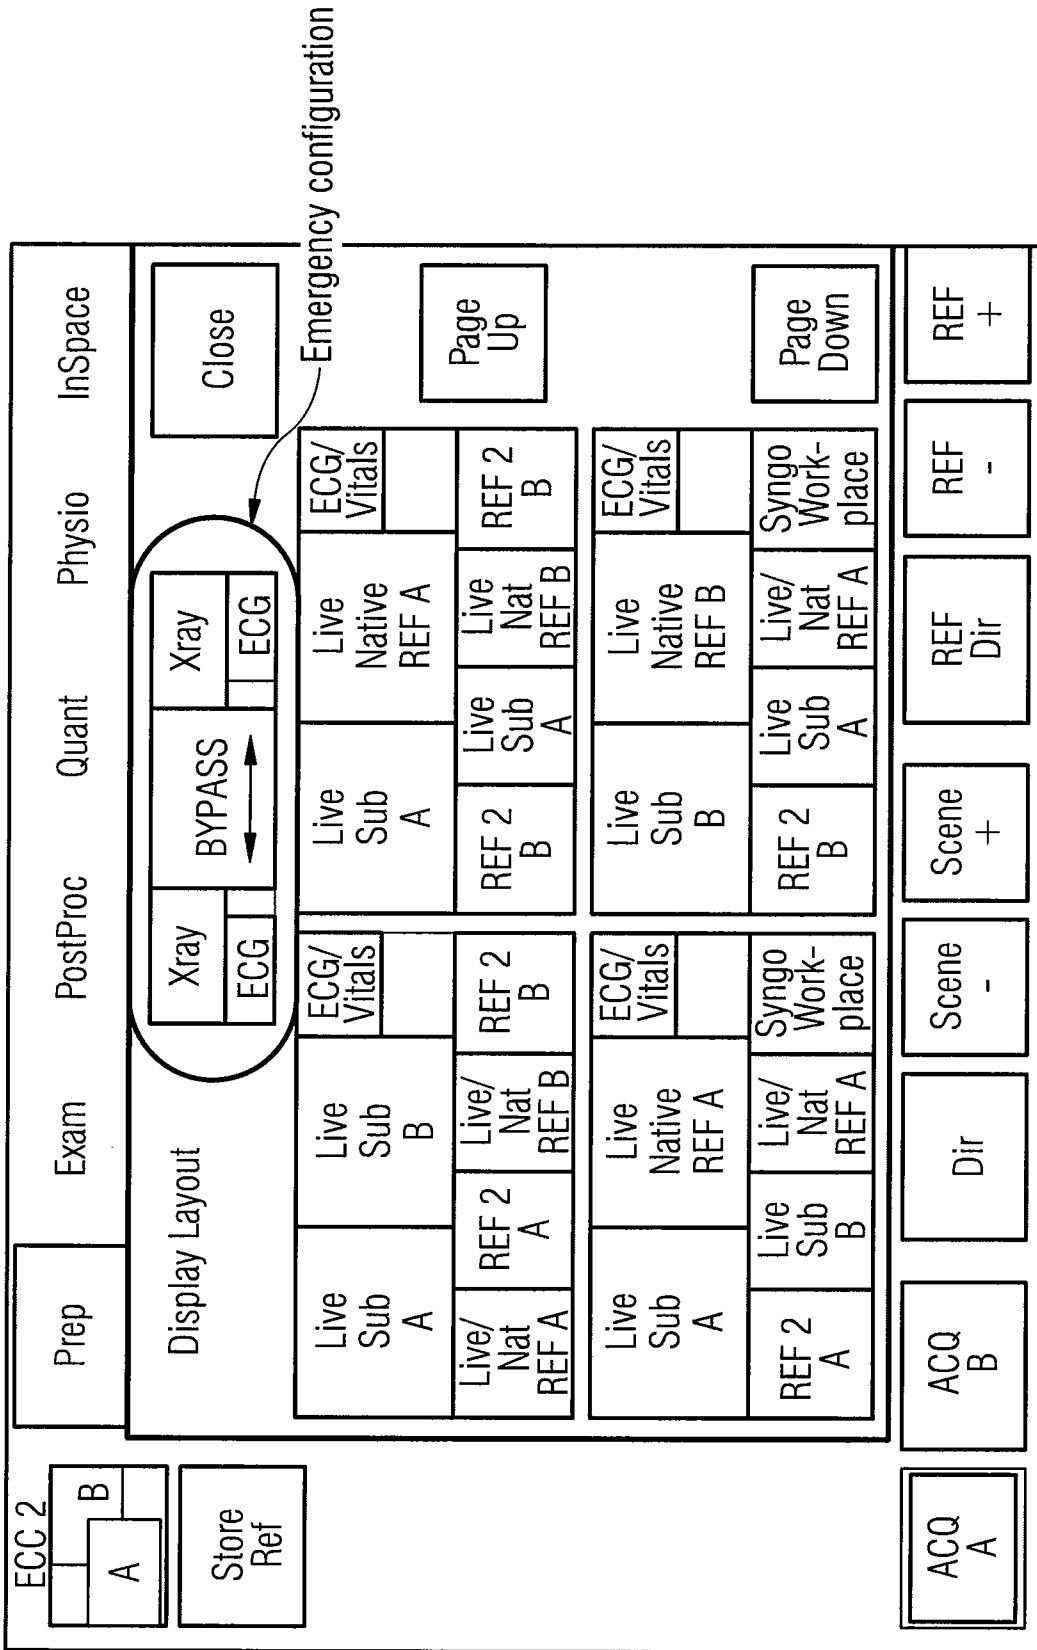 ECC 2
A
B
Store
Ref
Prep
Exam
PostProc
Quant
Physio
InSpace
Display Layout
Xray
ECG
BYPASS
Xray
ECG
Close
Emergency configuration
Live
Sub
A
Live
Sub
B
ECG/
Vitals
Live/
Nat
REF A
REF 2
A
Live/
Nat
REF B
REF 2
B
Live
Sub
A
Live
Native
REF A
ECG/
Vitals
REF 2
B
Live
Sub
A
Live
Nat
REF B
REF 2
B
Page
Up
Live
Sub
A
Live
Native
REF A
ECG/
Vitals
REF 2
A
Live
Sub
B
Live/
Nat
REF A
Syngo
Work-
place
Live
Sub
B
Live
Native
REF B
ECG/
Vitals
REF 2
B
Live
Sub
A
Live/
Nat
REF A
Syngo
Work-
place
Page
Down
ACQ
A
ACQ
B
Dir
Scene
-
Scene
+
REF
Dir
REF
-
REF
+